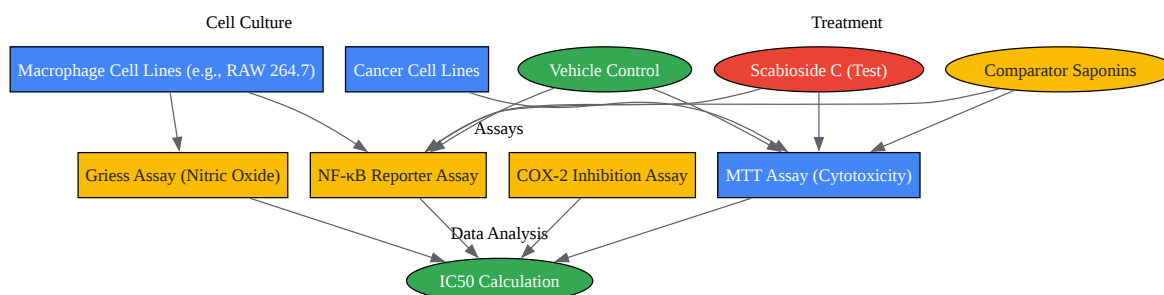 Cell Culture
Treatment
Macrophage Cell Lines (e.g., RAW 264.7)
Cancer Cell Lines
Vehicle Control
Scabioside C (Test)
Comparator Saponins
Assays
Griess Assay (Nitric Oxide)
NF-κB Reporter Assay
COX-2 Inhibition Assay
MTT Assay (Cytotoxicity)
Data Analysis
IC50 Calculation